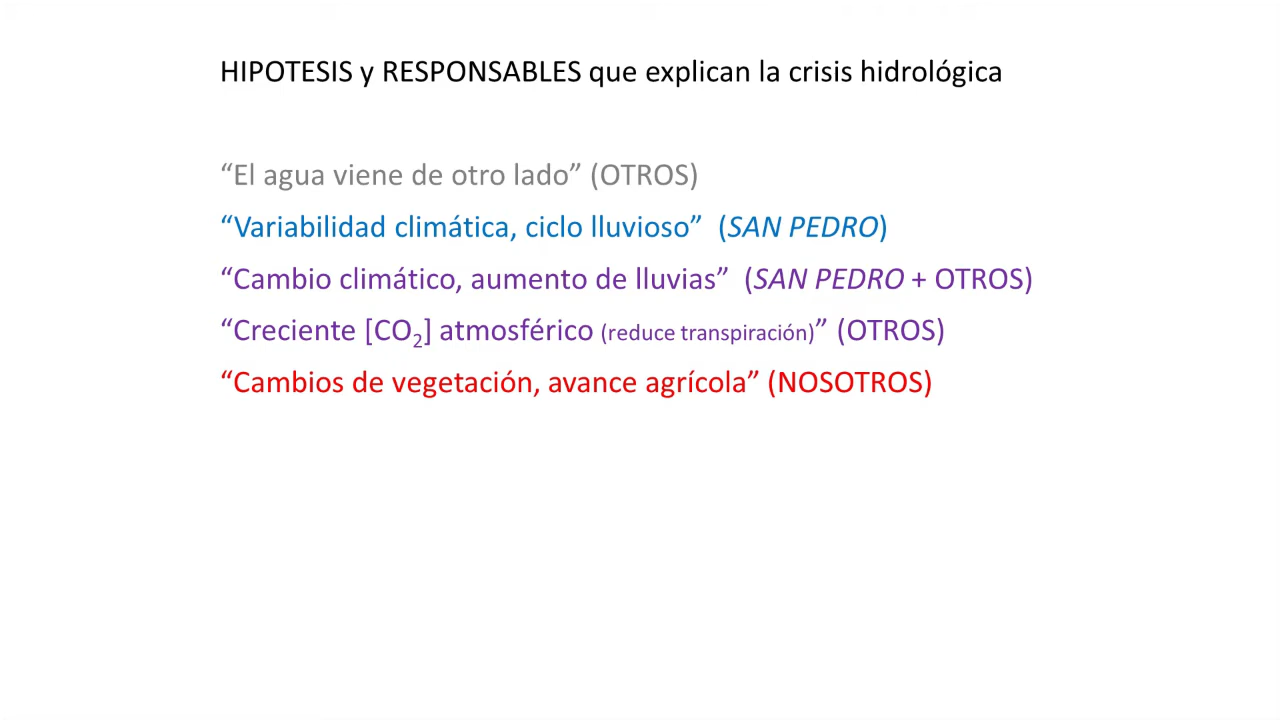 HIPOTESIS y RESPONSABLES que explican la crisis hidrológica
“El agua viene de otro lado” (OTROS)
“Variabilidad climática, ciclo lluvioso” (SAN PEDRO)
“Cambio climático, aumento de lluvias” (SAN PEDRO + OTROS)
“Creciente [CO₂] atmosférico (reduce transpiración)” (OTROS)
“Cambios de vegetación, avance agrícola” (NOSOTROS)